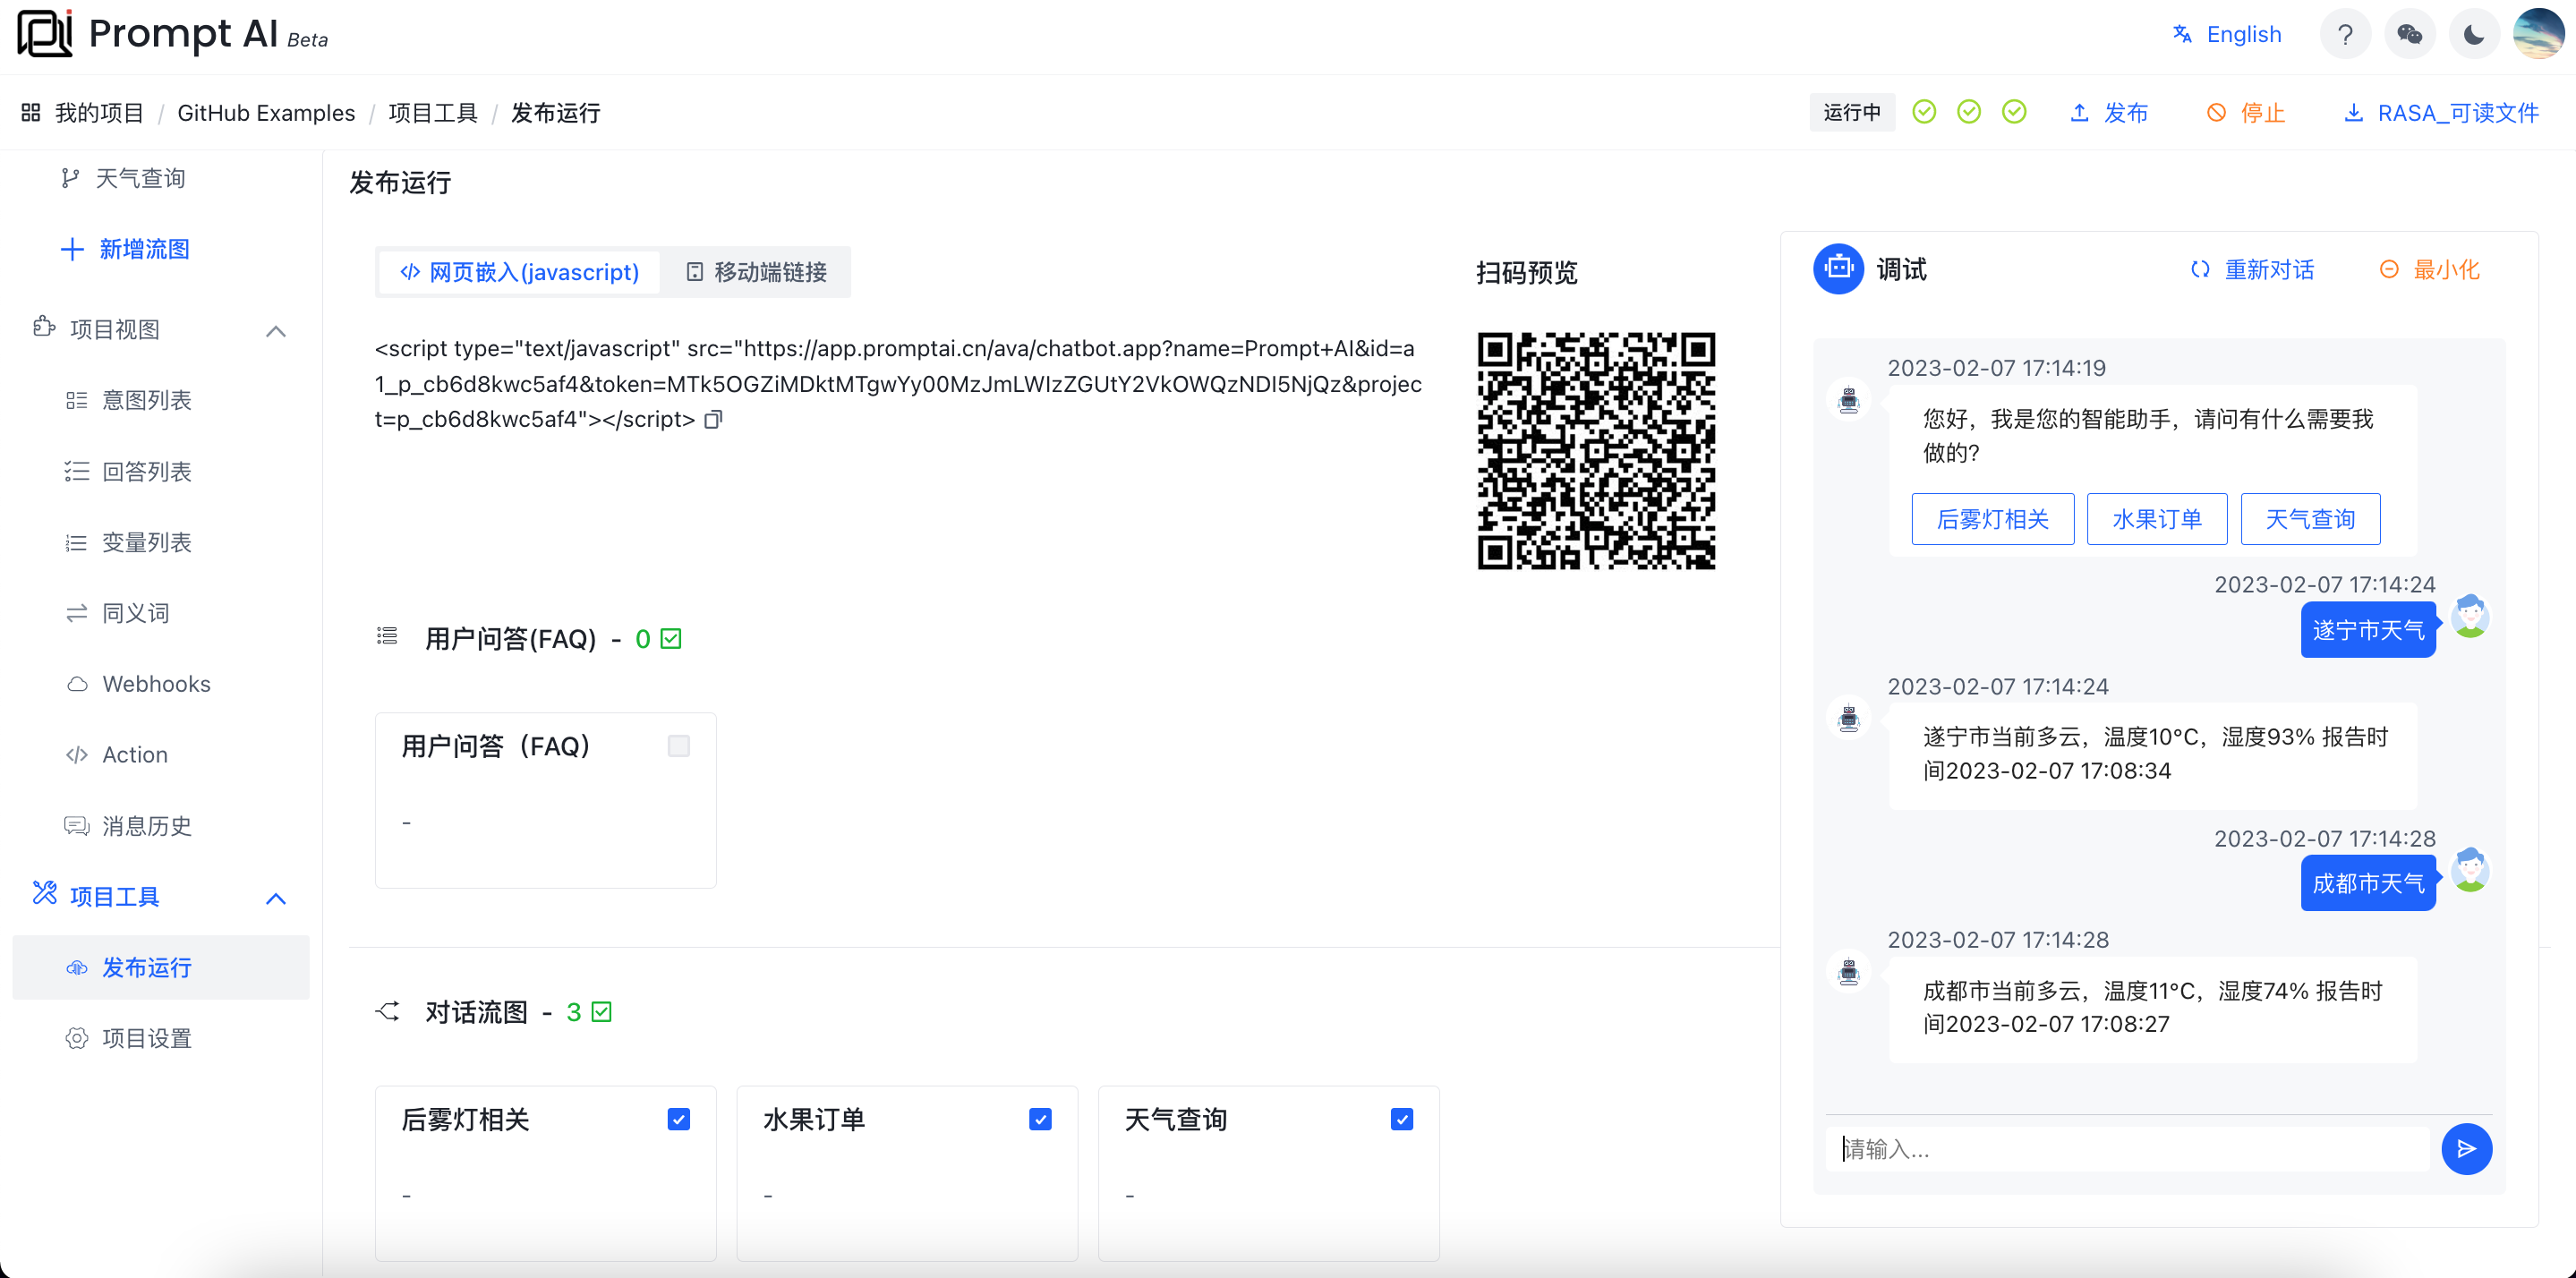 Prompt AI Beta
English
?
我的项目 / GitHub Examples / 项目工具 / 发布运行
运行中
发布
停止
RASA_可读文件
天气查询
新增流图
项目视图
意图列表
回答列表
变量列表
同义词
Webhooks
Action
消息历史
项目工具
发布运行
项目设置
发布运行
网页嵌入(javascript)
移动端链接
<script type="text/javascript" src="https://app.promptai.cn/ava/chatbot.app?name=Prompt+AI&id=a
1_p_cb6d8kwc5af4&token=MTk5OGZiMDktMTgwYy00MzJmLWIzZGUtY2VkOWQzNDI5NjQz&projec
t=p_cb6d8kwc5af4"></script>
扫码预览
用户问答(FAQ) - 0
用户问答（FAQ）
-
对话流图 - 3
后雾灯相关
-
水果订单
-
天气查询
-
调试
重新对话
最小化
2023-02-07 17:14:19
您好，我是您的智能助手，请问有什么需要我
做的?
后雾灯相关
水果订单
天气查询
2023-02-07 17:14:24
遂宁市天气
2023-02-07 17:14:24
遂宁市当前多云，温度10°C，湿度93% 报告时
间2023-02-07 17:08:34
2023-02-07 17:14:28
成都市天气
2023-02-07 17:14:28
成都市当前多云，温度11°C，湿度74% 报告时
间2023-02-07 17:08:27
请输入...